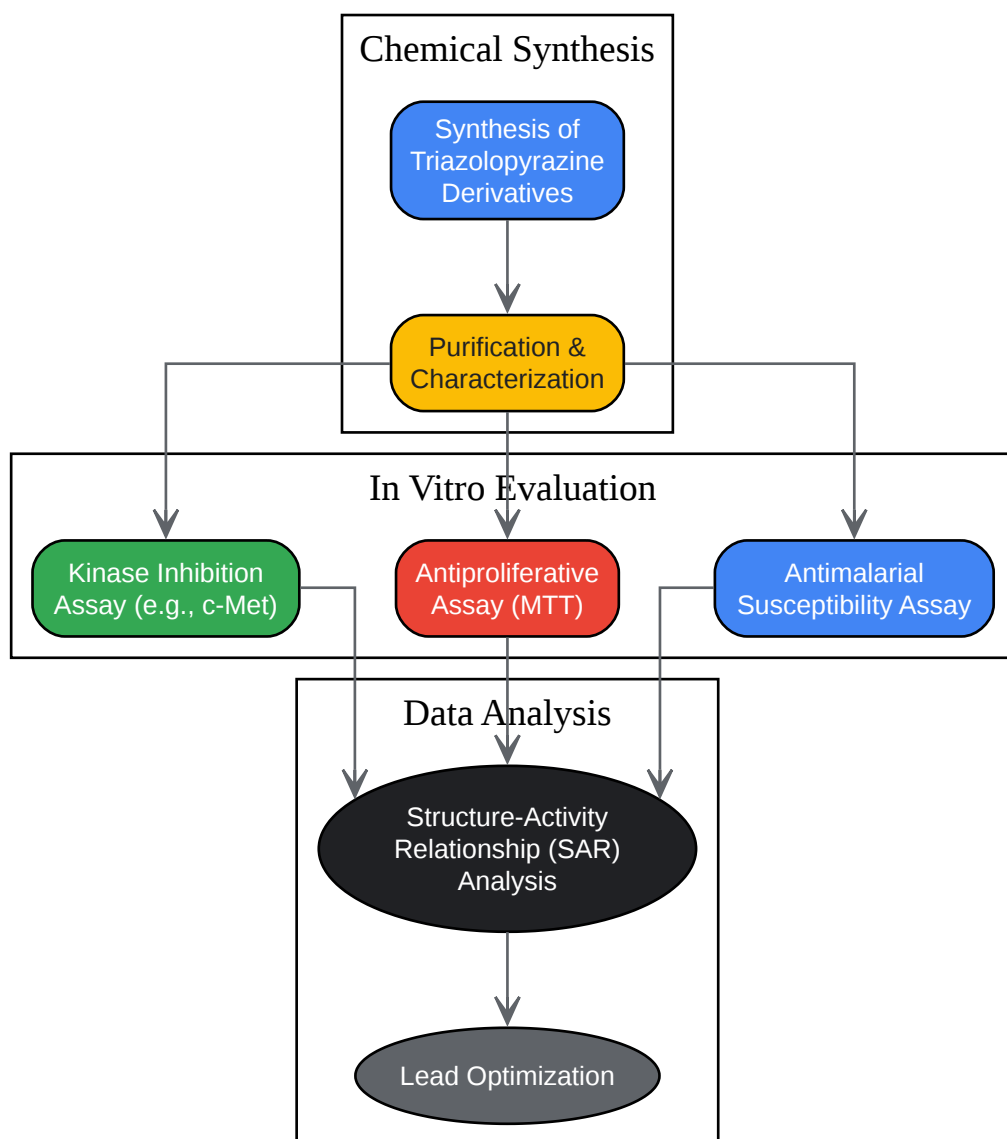 Chemical Synthesis
Synthesis of
Triazolopyrazine
Derivatives
Purification &
Characterization
In Vitro Evaluation
Kinase Inhibition
Assay (e.g., c-Met)
Antiproliferative
Assay (MTT)
Antimalarial
Susceptibility Assay
Data Analysis
Structure-Activity
Relationship (SAR)
Analysis
Lead Optimization